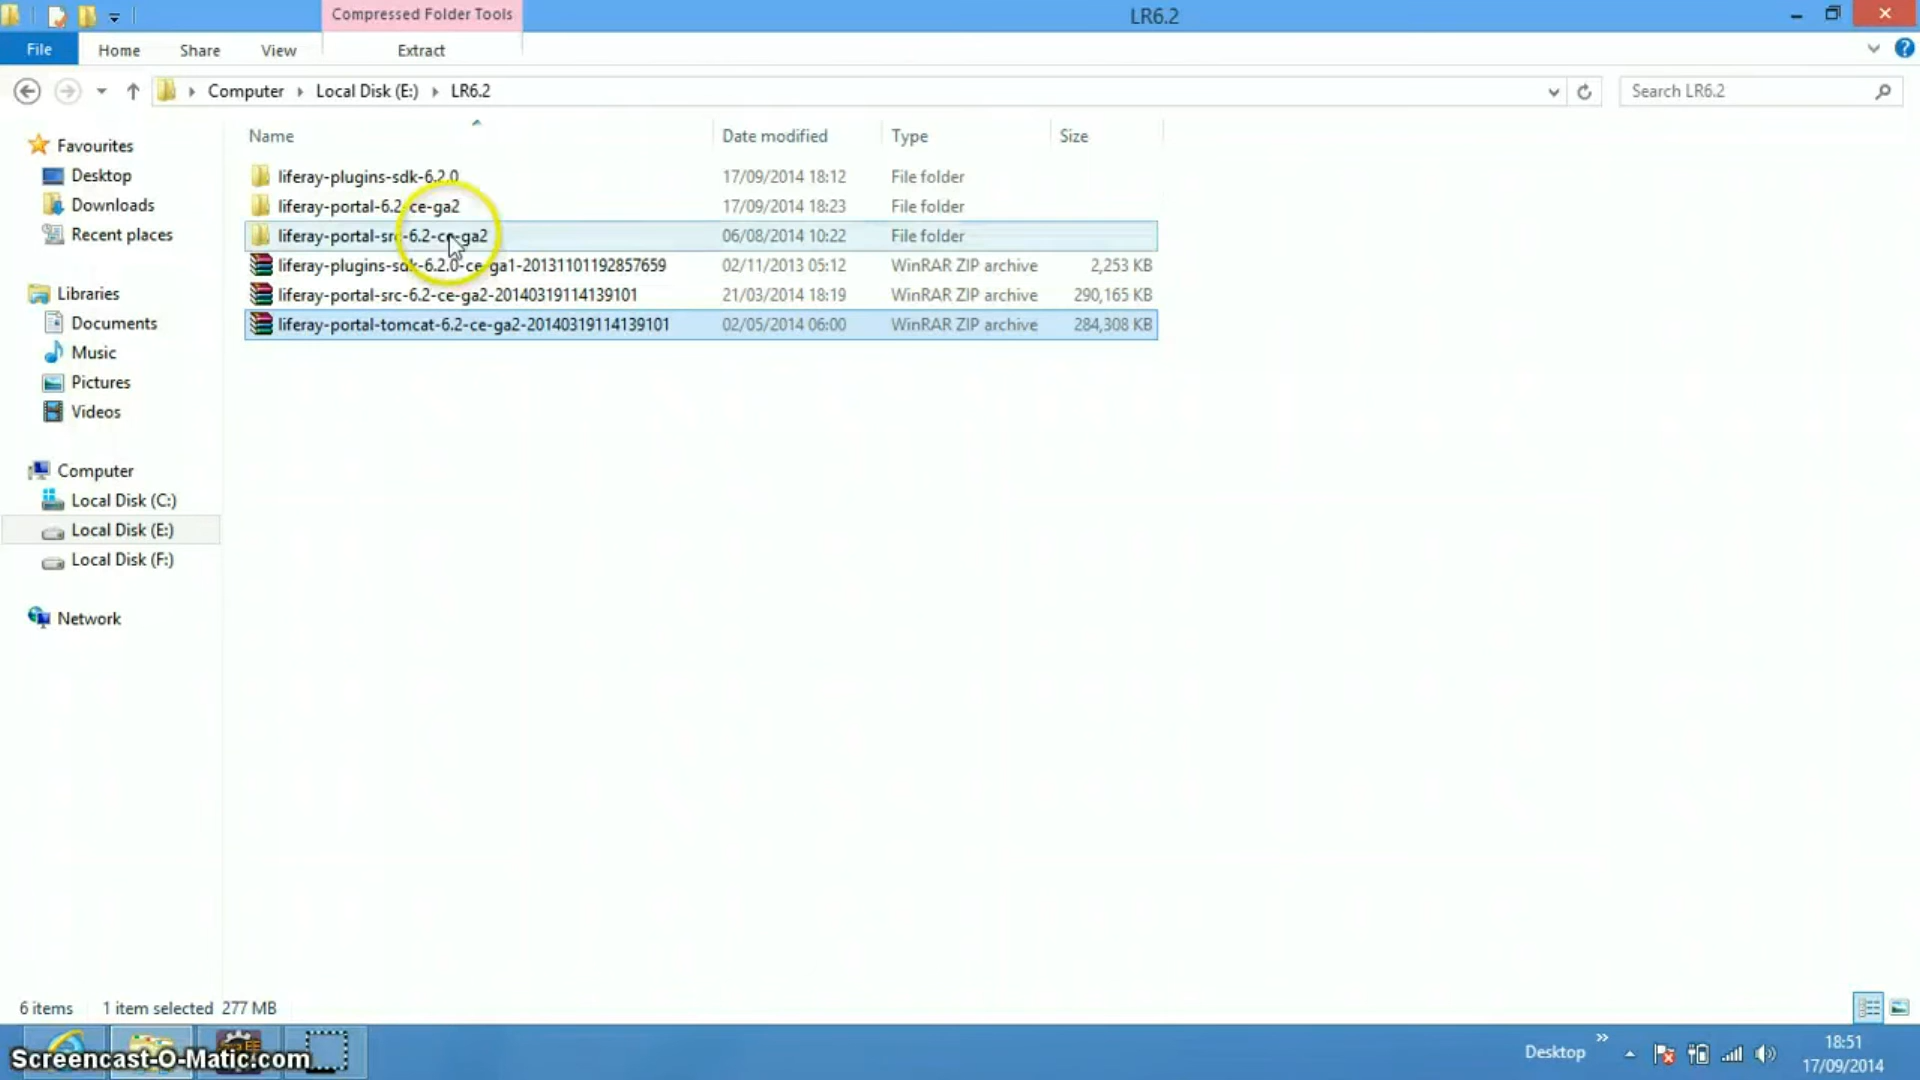 Compressed Folder Tools
LR6.2
File Home Share View Extract
Computer Local Disk (E:) LR6.2
Search LR6.2
Name Date modified Type Size
Favourites
Desktop
Downloads
Recent places
Libraries
Documents
Music
Pictures
Videos
Computer
Local Disk (C:)
Local Disk (E:)
Local Disk (F:)
Network
liferay-plugins-sdk-6.2.0 17/09/2014 18:12 File folder
liferay-portal-6.2-ce-ga2 17/09/2014 18:23 File folder
liferay-portal-src-6.2-ce-ga2 06/08/2014 10:22 File folder
liferay-plugins-sdk-6.2.0-ce-ga1-20131101192857659 02/11/2013 05:12 WinRAR ZIP archive 2,253 KB
liferay-portal-src-6.2-ce-ga2-20140319114139101 21/03/2014 18:19 WinRAR ZIP archive 290,165 KB
liferay-portal-tomcat-6.2-ce-ga2-20140319114139101 02/05/2014 06:00 WinRAR ZIP archive 284,308 KB
6 items 1 item selected 277 MB
Screencast-O-Matic.com
Desktop
18:51
17/09/2014